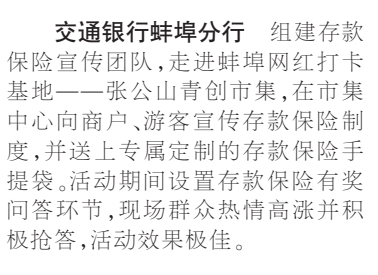 交通银行蚌埠分行　组建存款
保险宣传团队，走进蚌埠网红打卡
基地——张公山青创市集，在市集
中心向商户、游客宣传存款保险制
度，并送上专属定制的存款保险手
提袋。活动期间设置存款保险有奖
问答环节，现场群众热情高涨并积
极抢答，活动效果极佳。